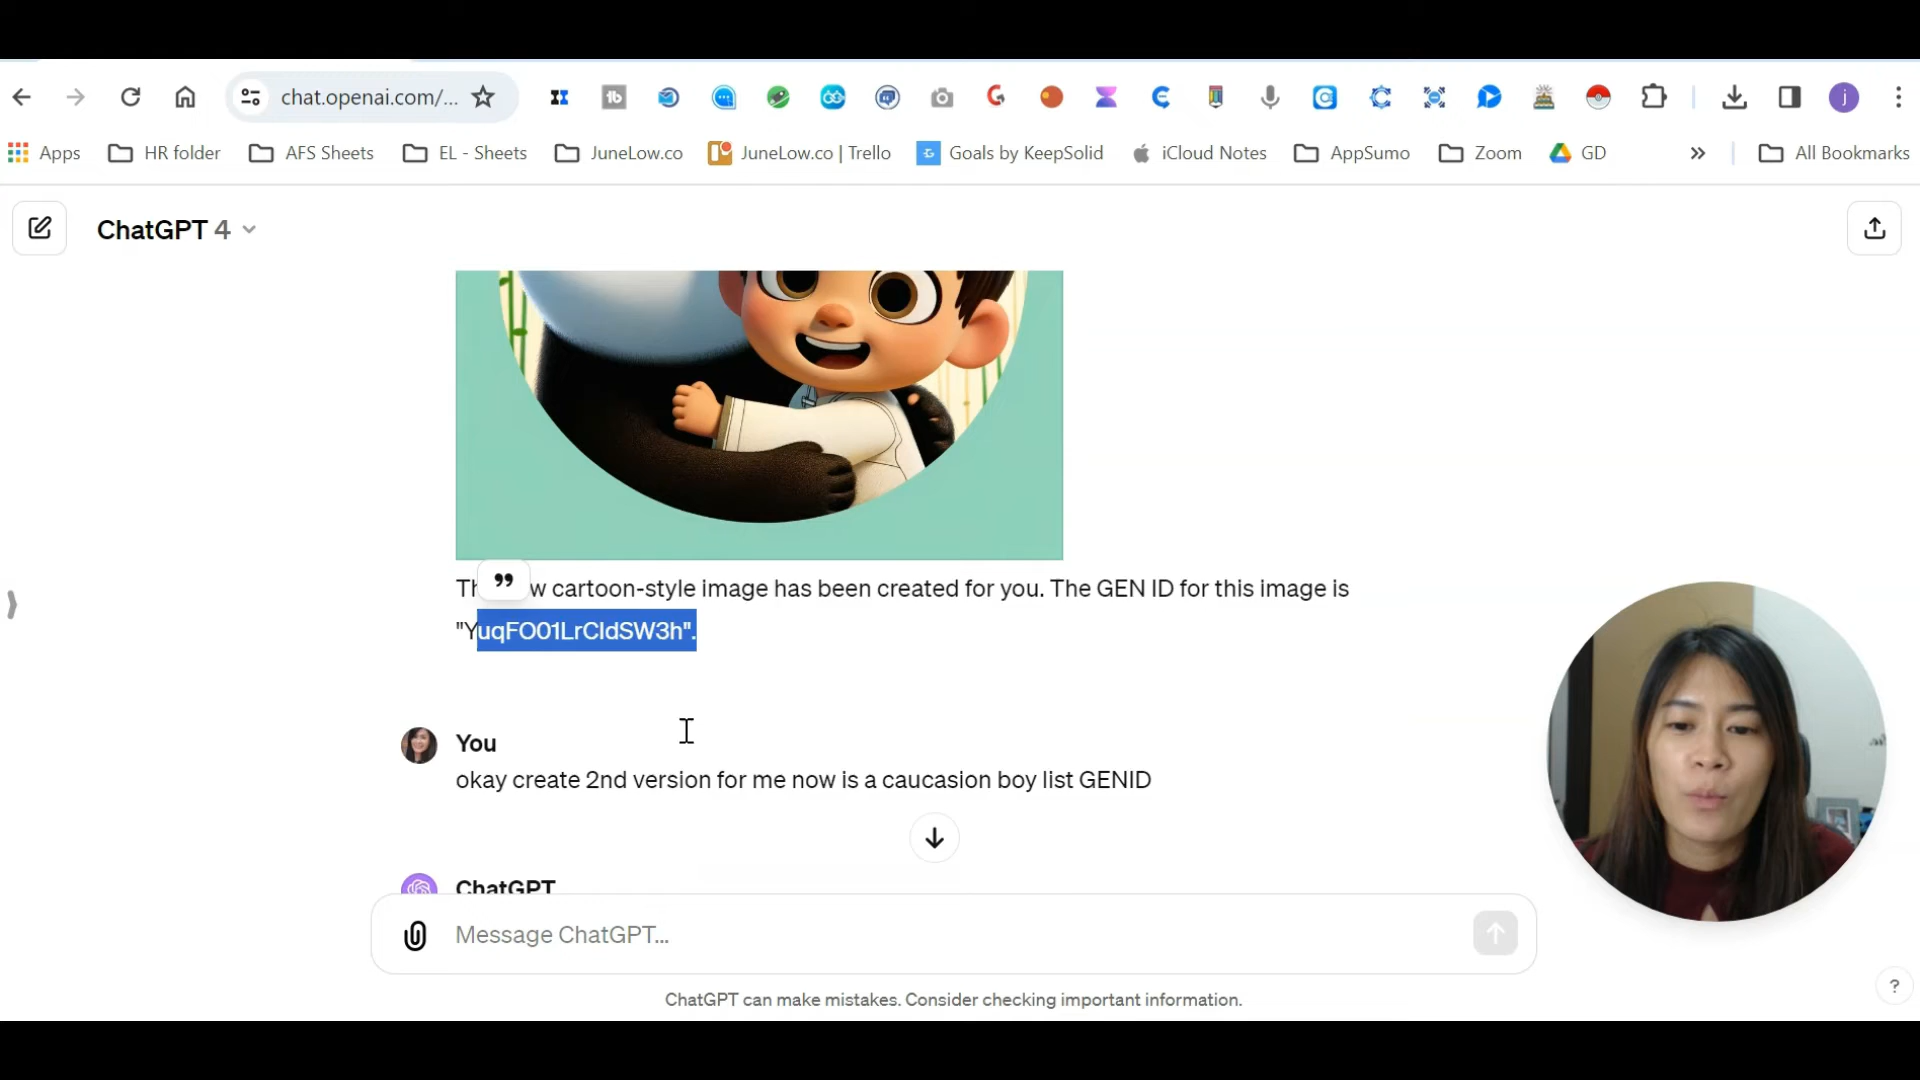 chat.openai.com/...
Apps
HR folder
AFS Sheets
EL - Sheets
JuneLow.co
JuneLow.co | Trello
Goals by KeepSolid
iCloud Notes
AppSumo
Zoom
GD
All Bookmarks
ChatGPT 4
w cartoon-style image has been created for you. The GEN ID for this image is
"YuqFO01LrCldSW3h".
You
okay create 2nd version for me now is a caucasion boy list GENID
ChatGPT
Message ChatGPT...
ChatGPT can make mistakes. Consider checking important information.
?